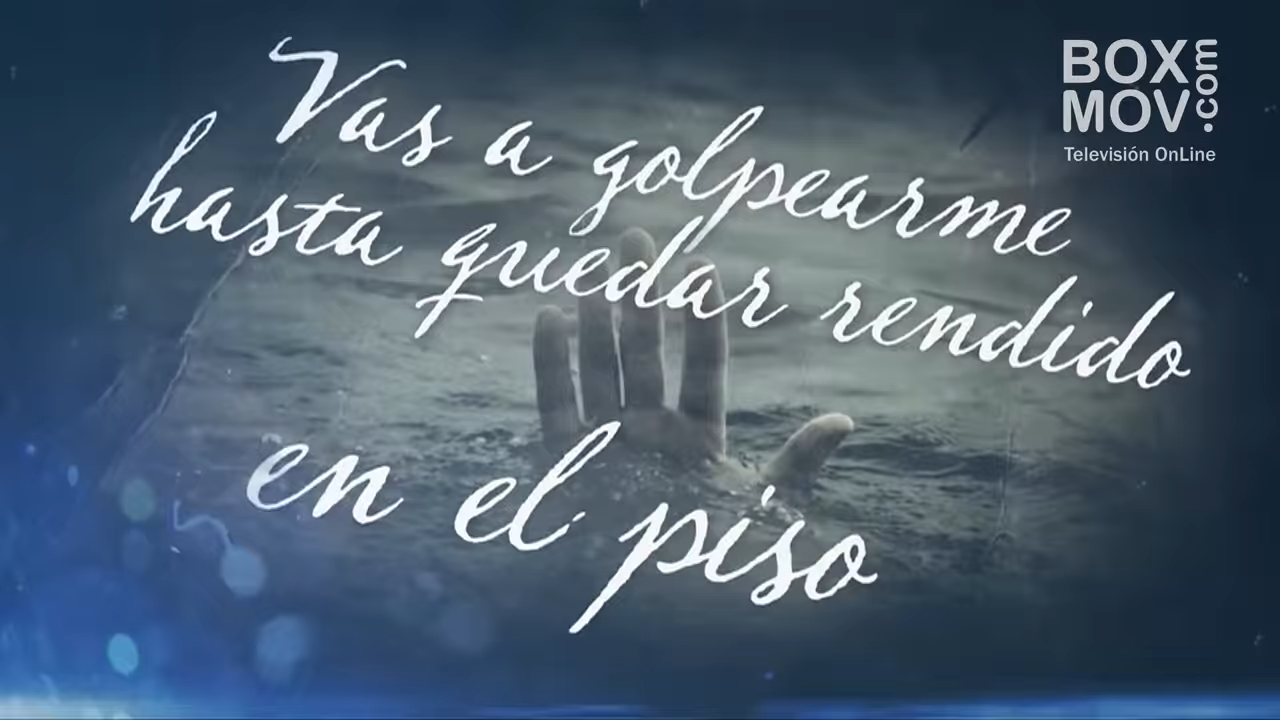 Vas a golpearme
hasta quedar rendido
en el piso
BOX
MOV
.com
Televisión OnLine